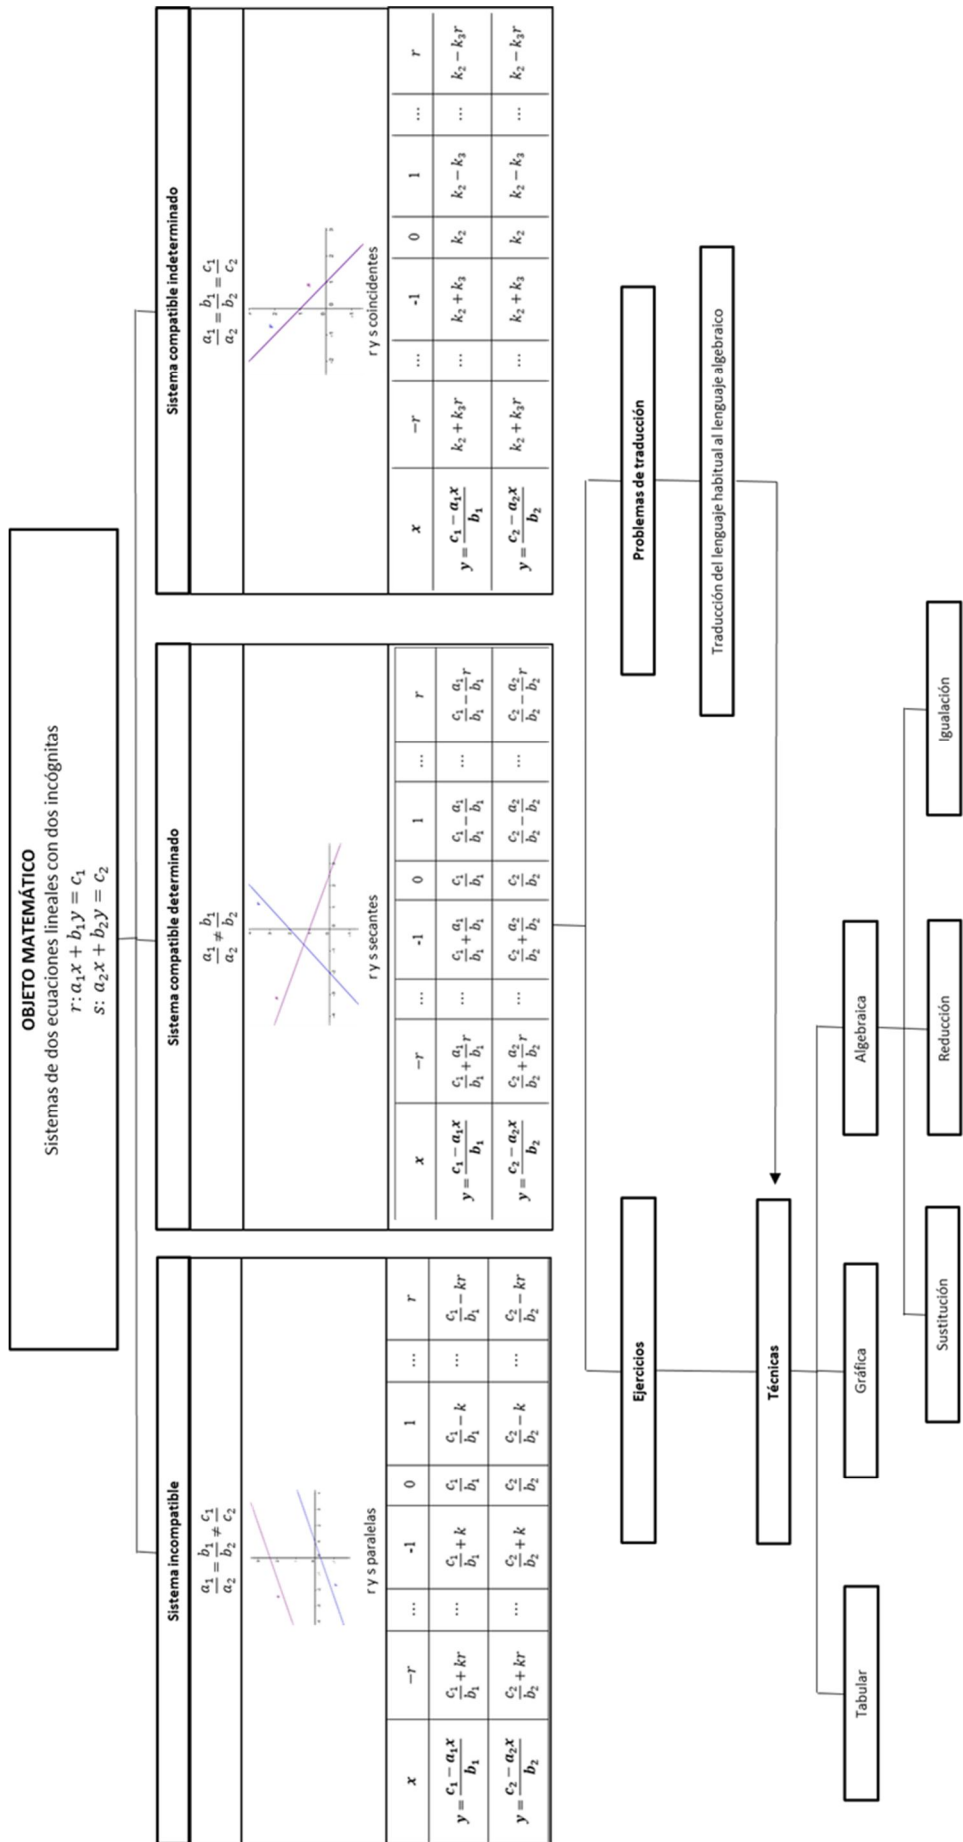 OBJETO MATEMÁTICO
Sistemas de dos ecuaciones lineales con dos incógnitas
r: a₁x + b₁y = c₁
s: a₂x + b₂y = c₂
Sistema incompatible
a₁/a₂ = b₁/b₂ ≠ c₁/c₂
r y s paralelas
x −r ... -1 0 1 ... r
y = (c₁ − a₁x)/b₁ c₁/b₁ + kr ... c₁/b₁ + k c₁/b₁ c₁/b₁ − k ... c₁/b₁ − kr
y = (c₂ − a₂x)/b₂ c₂/b₂ + kr ... c₂/b₂ + k c₂/b₂ c₂/b₂ − k ... c₂/b₂ − kr
Sistema compatible determinado
a₁/a₂ ≠ b₁/b₂
r y s secantes
x −r ... -1 0 1 ... r
y = (c₁ − a₁x)/b₁ c₁/b₁ + a₁/b₁ r ... c₁/b₁ + a₁/b₁ c₁/b₁ c₁/b₁ − a₁/b₁ ... c₁/b₁ − a₁/b₁ r
y = (c₂ − a₂x)/b₂ c₂/b₂ + a₂/b₂ r ... c₂/b₂ + a₂/b₂ c₂/b₂ c₂/b₂ − a₂/b₂ ... c₂/b₂ − a₂/b₂ r
Sistema compatible indeterminado
a₁/a₂ = b₁/b₂ = c₁/c₂
r y s coincidentes
x −r ... -1 0 1 ... r
y = (c₁ − a₁x)/b₁ k₂ + k₃r ... k₂ + k₃ k₂ k₂ − k₃ ... k₂ − k₃r
y = (c₂ − a₂x)/b₂ k₂ + k₃r ... k₂ + k₃ k₂ k₂ − k₃ ... k₂ − k₃r
Ejercicios
Problemas de traducción
Traducción del lenguaje habitual al lenguaje algebraico
Técnicas
Tabular
Gráfica
Algebraica
Sustitución
Reducción
Igualación